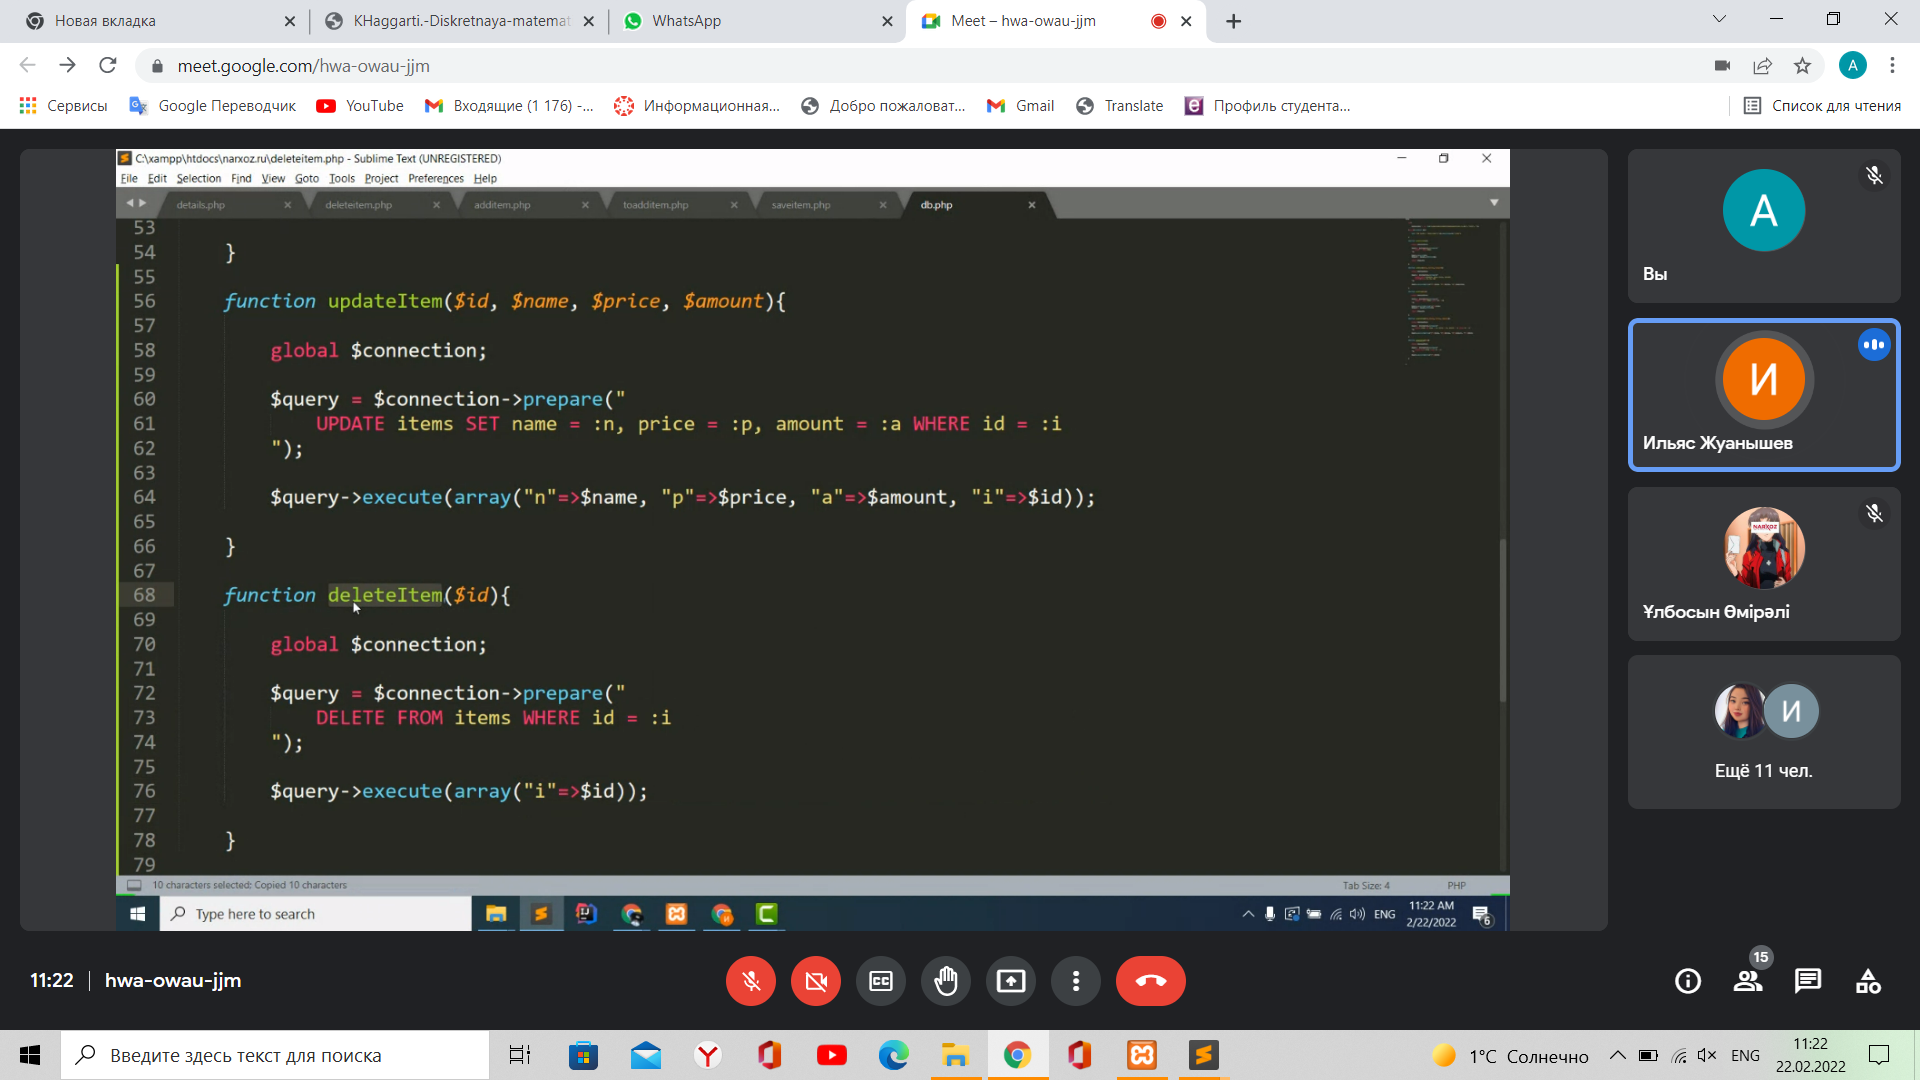 Новая вкладка
KHaggarti.-Diskretnaya-matemat
WhatsApp
Meet – hwa-owau-jjm
meet.google.com/hwa-owau-jjm
A
Сервисы
Google Переводчик
YouTube
Входящие (1 176) -...
Информационная...
Добро пожаловат...
Gmail
Translate
Профиль студента...
Список для чтения
C:\xampp\htdocs\narxoz.ru\deleteitem.php - Sublime Text (UNREGISTERED)
File Edit Selection Find View Goto Tools Project Preferences Help
details.php
deleteitem.php
additem.php
toadditem.php
saveitem.php
db.php
53
54 }
55
56 function updateItem($id, $name, $price, $amount){
57
58 global $connection;
59
60 $query = $connection->prepare("
61 UPDATE items SET name = :n, price = :p, amount = :a WHERE id = :i
62 ");
63
64 $query->execute(array("n"=>$name, "p"=>$price, "a"=>$amount, "i"=>$id));
65
66 }
67
68 function deleteItem($id){
69
70 global $connection;
71
72 $query = $connection->prepare("
73 DELETE FROM items WHERE id = :i
74 ");
75
76 $query->execute(array("i"=>$id));
77
78 }
79
10 characters selected: Copied 10 characters
Tab Size: 4
PHP
Type here to search
ENG
11:22 AM
2/22/2022
6
A
Вы
И
Ильяс Жуанышев
NARXOZ
Ұлбосын Өмірәлі
И
Ещё 11 чел.
11:22
hwa-owau-jjm
15
Введите здесь текст для поиска
1°C Солнечно
ENG
11:22
22.02.2022